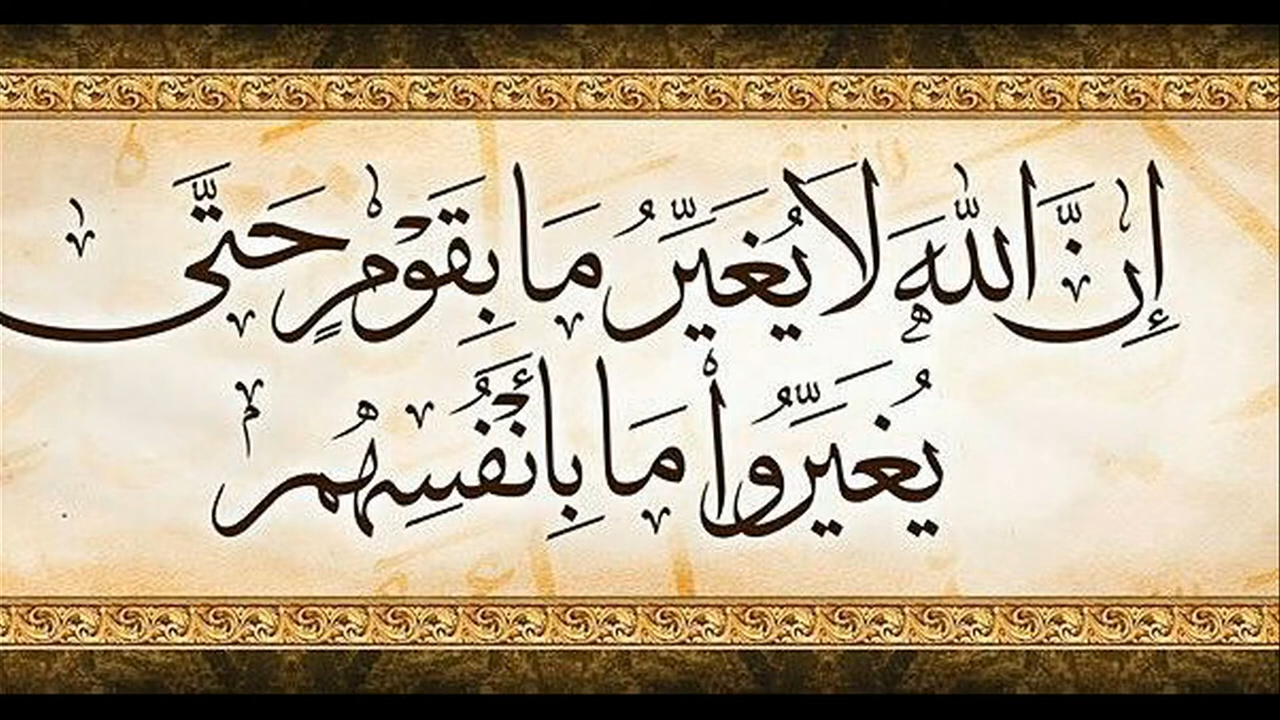 إِنَّ اللَّهَ لَا يُغَيِّرُ مَا بِقَوْمٍ حَتَّى
يُغَيِّرُوا مَا بِأَنْفُسِهِمْ